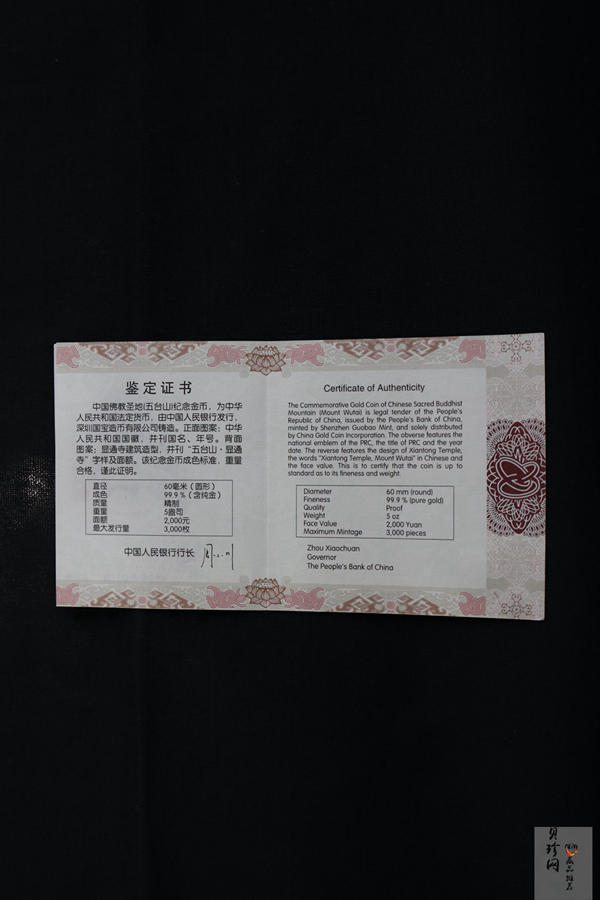 鉴定证书
中国佛教圣地(五台山)纪念金币，为中华
人民共和国法定货币，由中国人民银行发行，
深圳国宝造币有限公司铸造。正面图案：中华
人民共和国国徽，并刊国名、年号。背面
图案：显通寺建筑造型，并刊“五台山·显通
寺”字样及面额。该纪念金币成色标准，重量
合格，谨此证明。
直径 60毫米（圆形）
成色 99.9％（含纯金）
质量 精制
重量 5盎司
面额 2,000元
最大发行量 3,000枚
中国人民银行行长
Certificate of Authenticity
The Commemorative Gold Coin of Chinese Sacred Buddhist
Mountain (Mount Wutai) is legal tender of the People's
Republic of China, issued by the People's Bank of China,
minted by Shenzhen Guobao Mint, and solely distributed
by China Gold Coin Incorporation. The obverse features the
national emblem of the PRC, the title of PRC and the year
date. The reverse features the design of Xiantong Temple,
the words "Xiantong Temple, Mount Wutai" in Chinese and
the face value. This is to certify that the coin is up to
standard as to its fineness and weight.
Diameter 60 mm (round)
Fineness 99.9 % (pure gold)
Quality Proof
Weight 5 oz
Face Value 2,000 Yuan
Maximum Mintage 3,000 pieces
Zhou Xiaochuan
Governor
The People's Bank of China
贝珍网